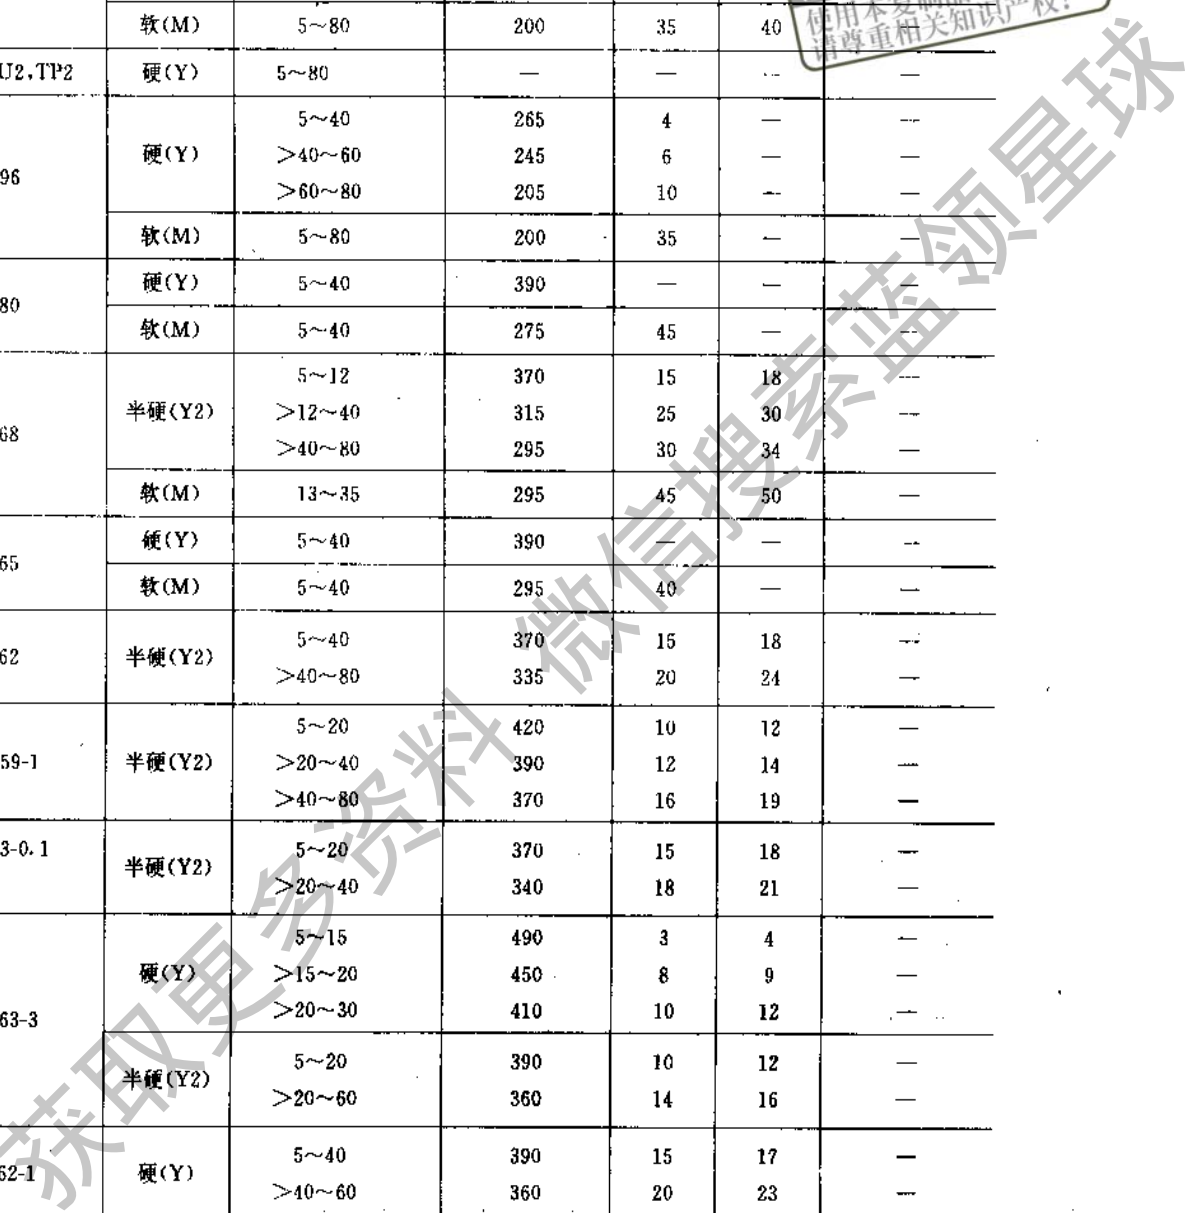 软(M) 5～80 200 35 40 —
使用本复制品
请尊重相关知识产权！
U2,TP2 硬(Y) 5～80 — — — —
96 硬(Y) 5～40 265 4 — —
>40～60 245 6 — —
>60～80 205 10 — —
软(M) 5～80 200 35 — —
80 硬(Y) 5～40 390 — — —
软(M) 5～40 275 45 — —
68 半硬(Y2) 5～12 370 15 18 —
>12～40 315 25 30 —
>40～80 295 30 34 —
软(M) 13～35 295 45 50 —
65 硬(Y) 5～40 390 — — —
软(M) 5～40 295 40 — —
62 半硬(Y2) 5～40 370 15 18 —
>40～80 335 20 24 —
59-1 半硬(Y2) 5～20 420 10 12 —
>20～40 390 12 14 —
>40～80 370 16 19 —
3-0.1 半硬(Y2) 5～20 370 15 18 —
>20～40 340 18 21 —
63-3 硬(Y) 5～15 490 3 4 —
>15～20 450 8 9 —
>20～30 410 10 12 —
半硬(Y2) 5～20 390 10 12 —
>20～60 360 14 16 —
62-1 硬(Y) 5～40 390 15 17 —
>40～60 360 20 23 —
获取更多资料 微信搜索蓝领星球